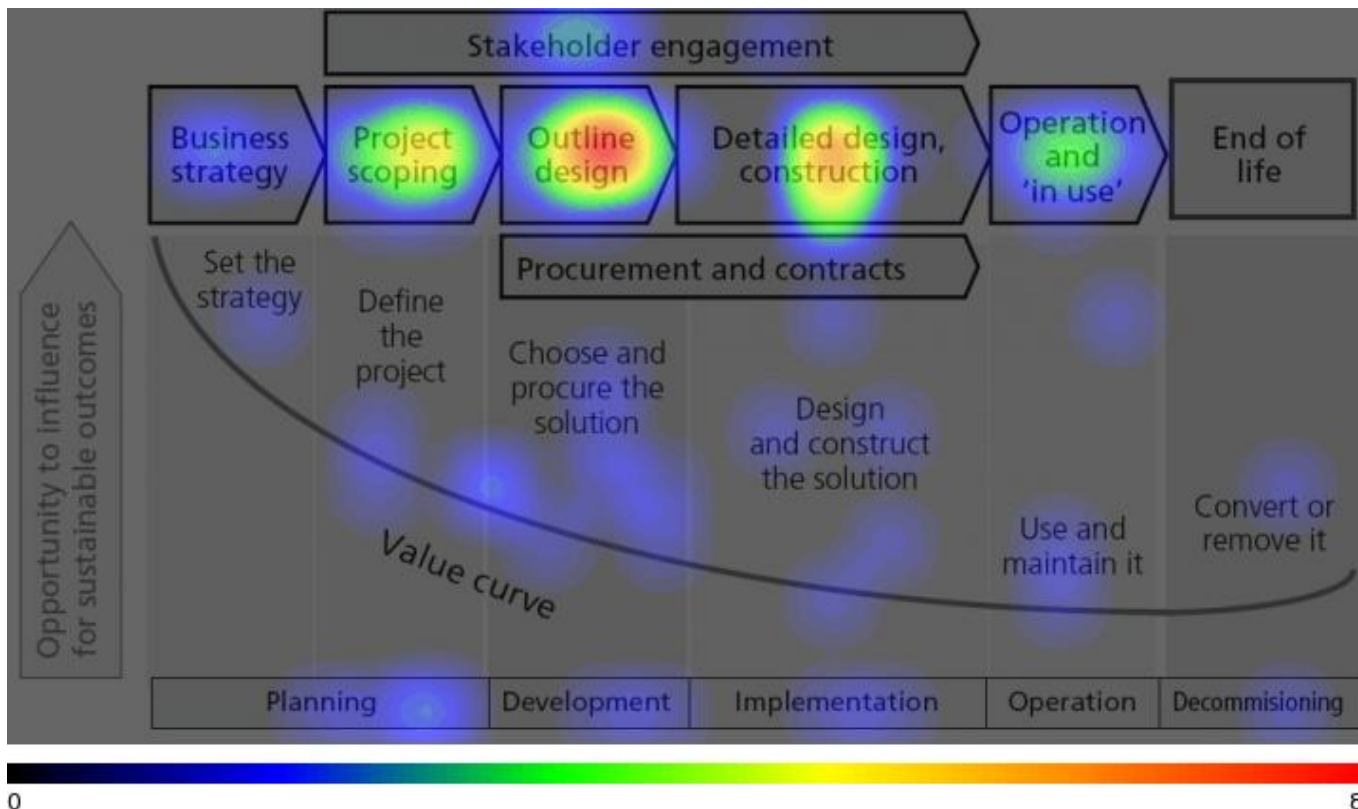 Stakeholder engagement
Business
strategy
Project
scoping
Outline
design
Detailed design,
construction
Operation
and
'in use'
End of
life
Procurement and contracts
Opportunity to influence
for sustainable outcomes
Set the
strategy
Define
the
project
Choose and
procure the
solution
Design
and construct
the solution
Use and
maintain it
Convert or
remove it
Value curve
Planning
Development
Implementation
Operation
Decommisioning
0
8